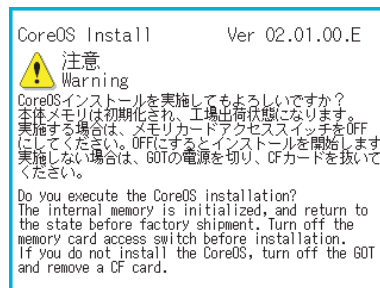 CoreOS Install Ver 02.01.00.E
注意
Warning
CoreOSインストールを実施してもよろしいですか？
本体メモリは初期化され、工場出荷状態になります。
実施する場合は、メモリカードアクセススイッチをOFF
にしてください。OFFにするとインストールを開始します
実施しない場合は、GOTの電源を切り、CFカードを抜いて
ください。
Do you execute the CoreOS installation?
The internal memory is initialized, and return to
the state before factory shipment. Turn off the
memory card access switch before installation.
If you do not install the CoreOS, turn off the GOT
and remove a CF card.